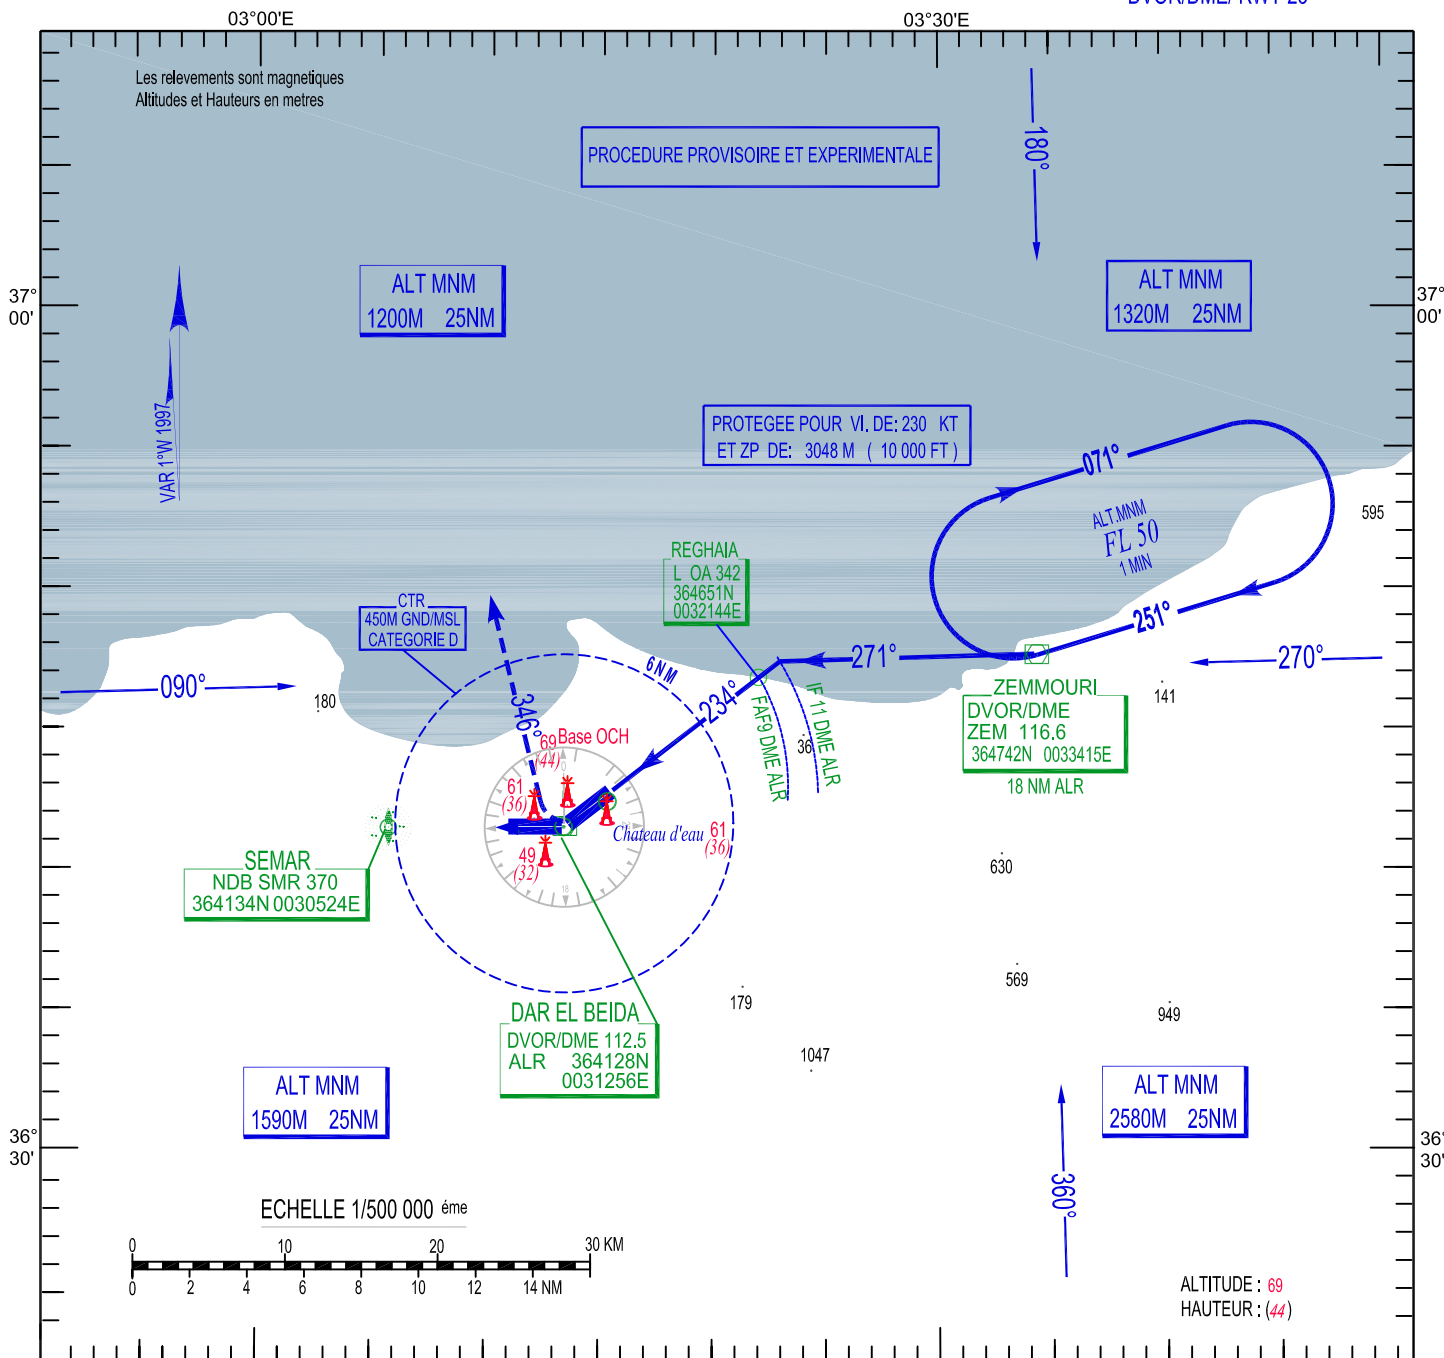 03°00'E
03°30'E
Les relevements sont magnetiques
Altitudes et Hauteurs en metres
PROCEDURE PROVISOIRE ET EXPERIMENTALE
180°
ALT MNM
1200M 25NM
ALT MNM
1320M 25NM
37°
00'
37°
00'
VAR 1°W 1997
PROTEGEE POUR VI. DE: 230 KT
ET ZP DE: 3048 M ( 10 000 FT )
071°
ALT.MNM
FL 50
1 MIN
595
251°
REGHAIA
L OA 342
364651N
0032144E
CTR
450M GND/MSL
CATEGORIE D
6 N M
271°
270°
090°
180
346°
234°
FAF9 DME ALR
IF 11 DME ALR
36
ZEMMOURI
DVOR/DME
ZEM 116.6
364742N 0033415E
18 NM ALR
141
69 Base OCH
(44)
0
61
(36)
Chateau d'eau 61
(36)
49
(32)
18
SEMAR
NDB SMR 370
364134N 0030524E
630
569
949
179
1047
DAR EL BEIDA
DVOR/DME 112.5
ALR 364128N
0031256E
ALT MNM
1590M 25NM
ALT MNM
2580M 25NM
36°
30'
36°
30'
360°
ECHELLE 1/500 000 éme
0 10 20 30 KM
0 2 4 6 8 10 12 14 NM
ALTITUDE : 69
HAUTEUR : (44)